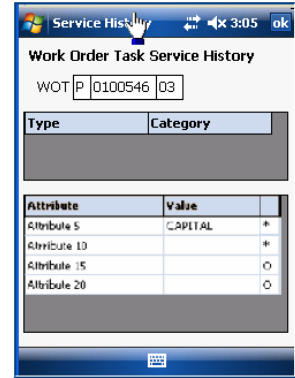 Service History 3:05 ok
Work Order Task Service History
WOT P 0100546 03
Type Category
Attribute Value
Attribute 5 CAPITAL *
Attribute 10 *
Attribute 15 O
Attribute 20 O